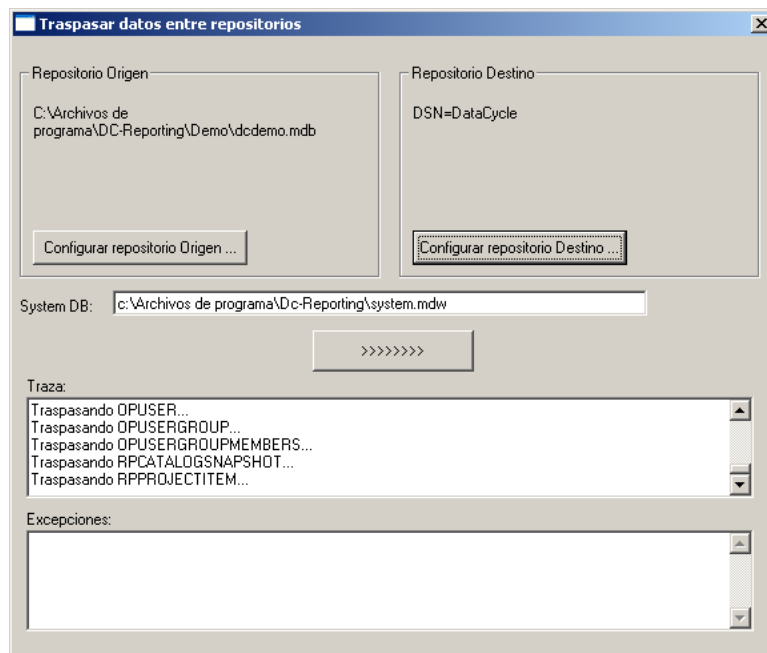 Traspasar datos entre repositorios
Repositorio Origen
C:\Archivos de
programa\DC-Reporting\Demo\dcdemo.mdb
Configurar repositorio Origen ...
Repositorio Destino
DSN=DataCycle
Configurar repositorio Destino ...
System DB: c:\Archivos de programa\Dc-Reporting\system.mdw
>>>>>>>>
Traza:
Traspasando OPUSER...
Traspasando OPUSERGROUP...
Traspasando OPUSERGROUPMEMBERS...
Traspasando RPCATALOGSNAPSHOT...
Traspasando RPPROJECTITEM...
Excepciones: